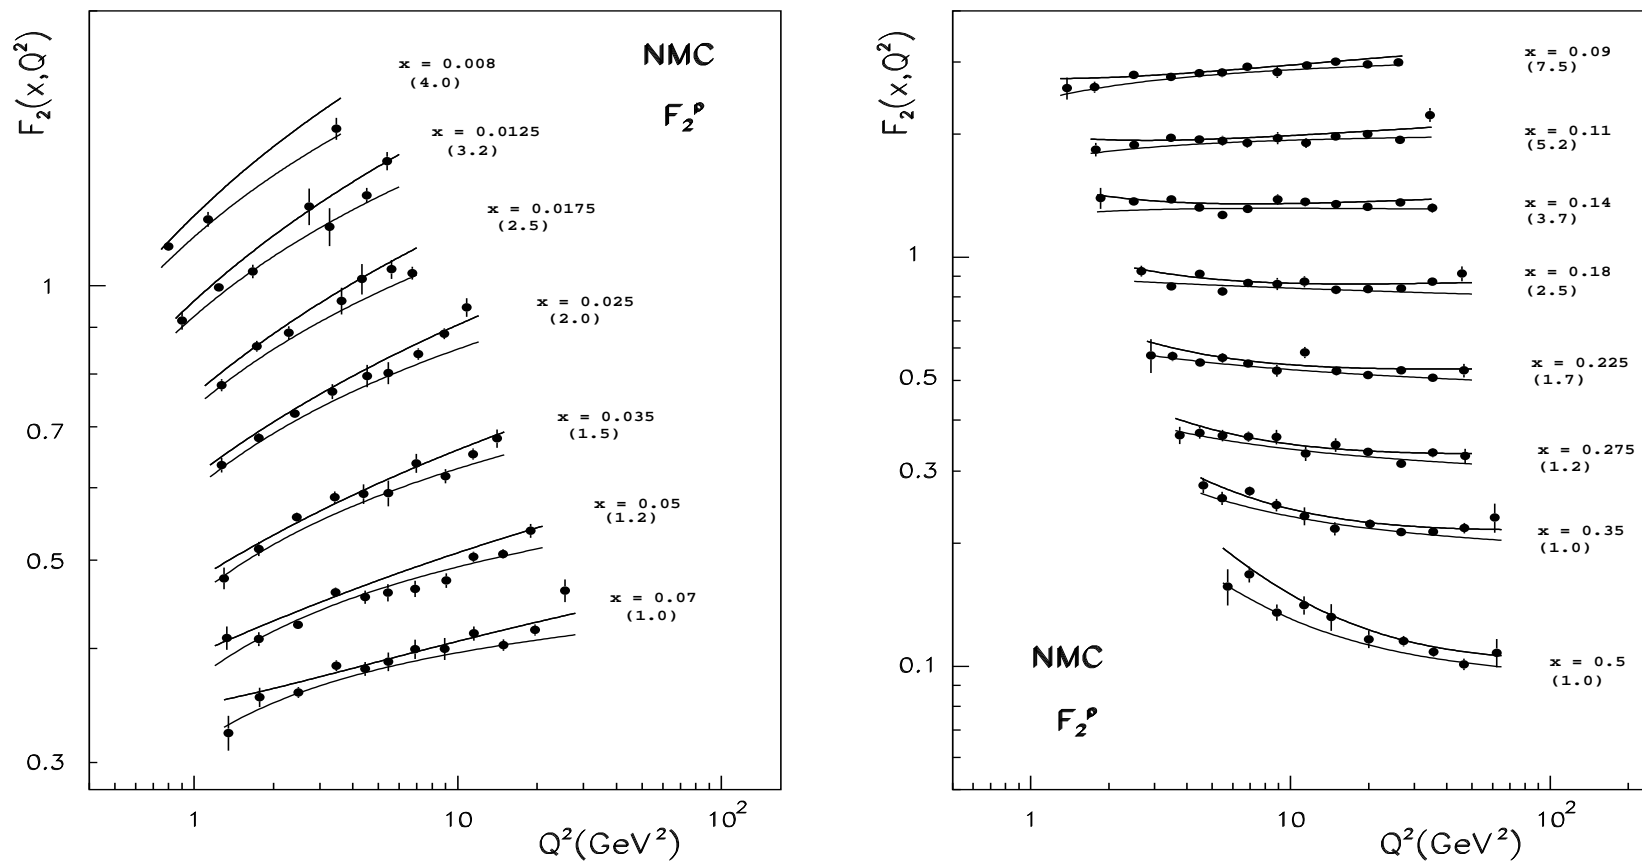 F2(x,Q²)
NMC
F2^p
x = 0.008
(4.0)
x = 0.0125
(3.2)
x = 0.0175
(2.5)
x = 0.025
(2.0)
x = 0.035
(1.5)
x = 0.05
(1.2)
x = 0.07
(1.0)
1
0.7
0.5
0.3
1
10
10²
Q²(GeV²)
F2(x,Q²)
x = 0.09
(7.5)
x = 0.11
(5.2)
x = 0.14
(3.7)
x = 0.18
(2.5)
x = 0.225
(1.7)
x = 0.275
(1.2)
x = 0.35
(1.0)
x = 0.5
(1.0)
NMC
F2^p
1
0.5
0.3
0.1
1
10
10²
Q²(GeV²)